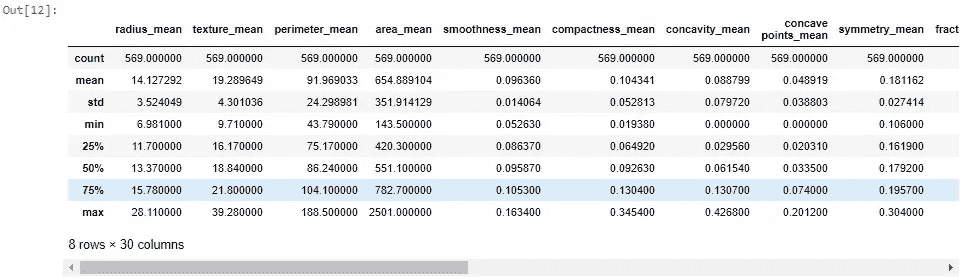 Out[12]:
radius_mean texture_mean perimeter_mean area_mean smoothness_mean compactness_mean concavity_mean concave points_mean symmetry_mean fract
count 569.000000 569.000000 569.000000 569.000000 569.000000 569.000000 569.000000 569.000000 569.000000
mean 14.127292 19.289649 91.969033 654.889104 0.096360 0.104341 0.088799 0.048919 0.181162
std 3.524049 4.301036 24.298981 351.914129 0.014064 0.052813 0.079720 0.038803 0.027414
min 6.981000 9.710000 43.790000 143.500000 0.052630 0.019380 0.000000 0.000000 0.106000
25% 11.700000 16.170000 75.170000 420.300000 0.086370 0.064920 0.029560 0.020310 0.161900
50% 13.370000 18.840000 86.240000 551.100000 0.095870 0.092630 0.061540 0.033500 0.179200
75% 15.780000 21.800000 104.100000 782.700000 0.105300 0.130400 0.130700 0.074000 0.195700
max 28.110000 39.280000 188.500000 2501.000000 0.163400 0.345400 0.426800 0.201200 0.304000
8 rows × 30 columns